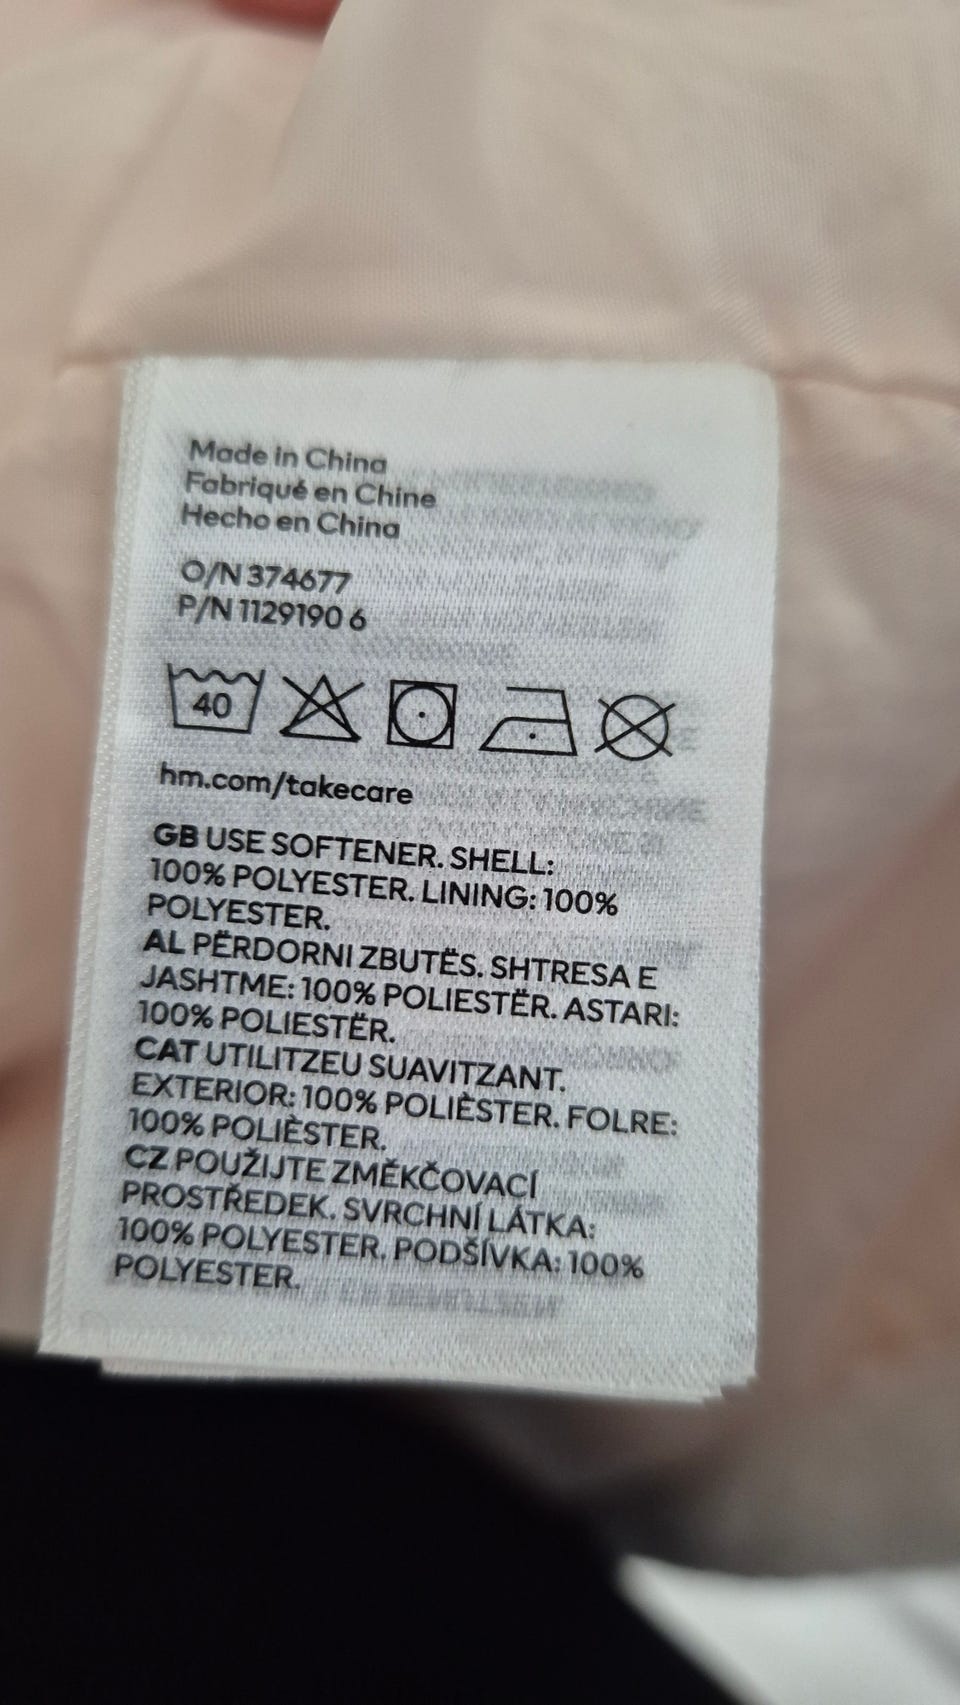 Made in China
Fabriqué en Chine
Hecho en China
O/N 374677
P/N 1129190 6
40
hm.com/takecare
GB USE SOFTENER. SHELL:
100% POLYESTER. LINING: 100%
POLYESTER.
AL PËRDORNI ZBUTËS. SHTRESA E
JASHTME: 100% POLIESTËR. ASTARI:
100% POLIESTËR.
CAT UTILITZEU SUAVITZANT.
EXTERIOR: 100% POLIÈSTER. FOLRE:
100% POLIÈSTER.
CZ POUŽIJTE ZMĚKČOVACÍ
PROSTŘEDEK. SVRCHNÍ LÁTKA:
100% POLYESTER. PODŠÍVKA: 100%
POLYESTER.